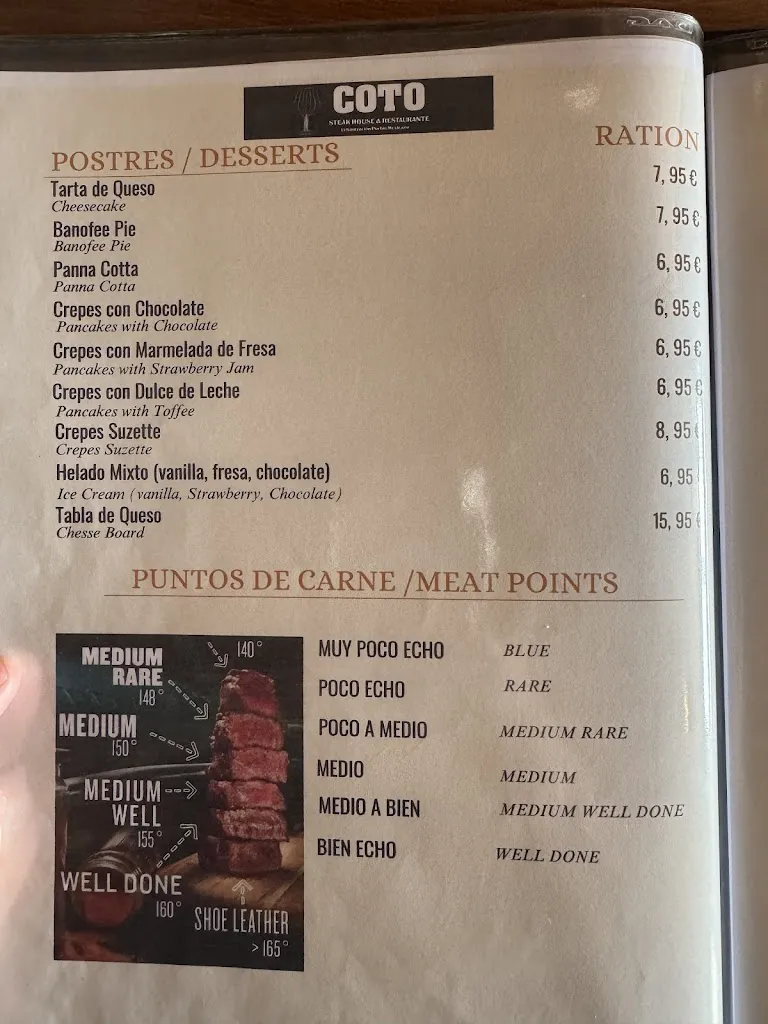 COTO
STEAK HOUSE & RESTAURANTE
RATION
POSTRES / DESSERTS
Tarta de Queso 7, 95 €
Cheesecake
Banofee Pie 7, 95 €
Banofee Pie
Panna Cotta 6, 95 €
Panna Cotta
Crepes con Chocolate 6, 95 €
Pancakes with Chocolate
Crepes con Marmelada de Fresa 6, 95 €
Pancakes with Strawberry Jam
Crepes con Dulce de Leche 6, 95 €
Pancakes with Toffee
Crepes Suzette 8, 95 €
Crepes Suzette
Helado Mixto (vanilla, fresa, chocolate) 6, 95
Ice Cream (vanilla, Strawberry, Chocolate)
Tabla de Queso 15, 95 €
Chesse Board
PUNTOS DE CARNE /MEAT POINTS
140°
MEDIUM
RARE
148°
MEDIUM
150°
MEDIUM
WELL
155°
WELL DONE
160°
SHOE LEATHER
> 165°
MUY POCO ECHO BLUE
POCO ECHO RARE
POCO A MEDIO MEDIUM RARE
MEDIO MEDIUM
MEDIO A BIEN MEDIUM WELL DONE
BIEN ECHO WELL DONE